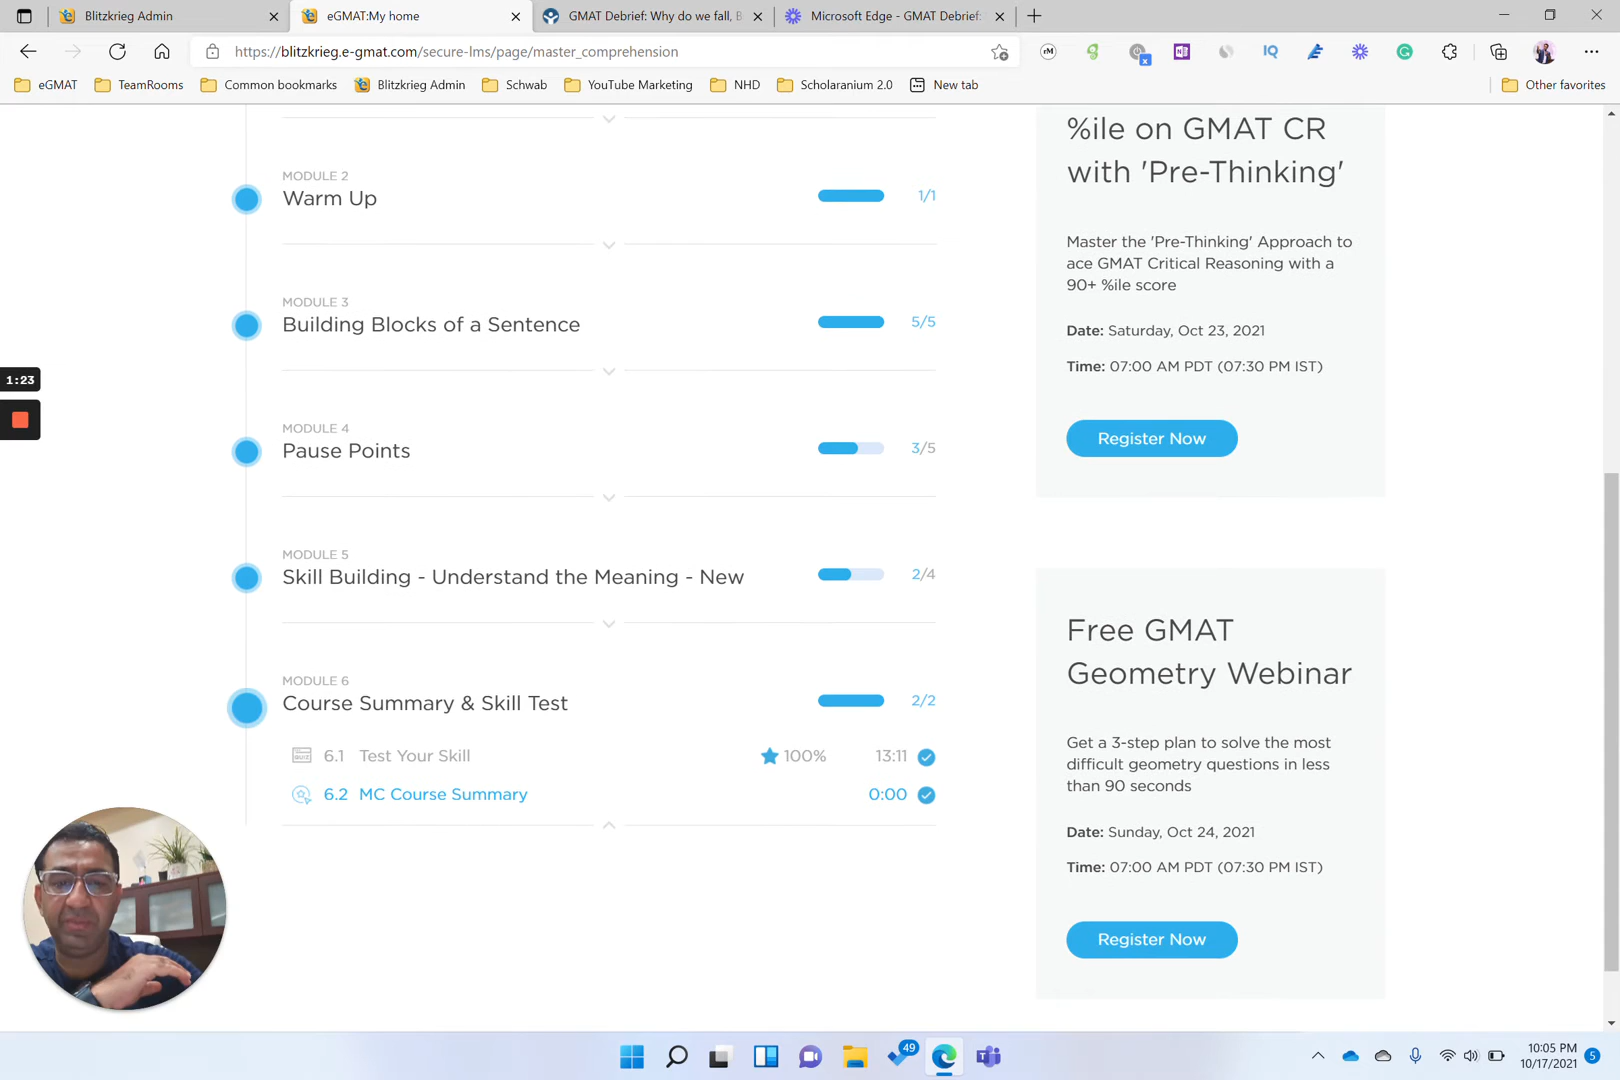 Blitzkrieg Admin
eGMAT:My home
GMAT Debrief: Why do we fall, B
Microsoft Edge - GMAT Debrief:
https://blitzkrieg.e-gmat.com/secure-lms/page/master_comprehension
eGMAT
TeamRooms
Common bookmarks
Blitzkrieg Admin
Schwab
YouTube Marketing
NHD
Scholaranium 2.0
New tab
Other favorites
MODULE 2
Warm Up
1/1
MODULE 3
Building Blocks of a Sentence
5/5
MODULE 4
Pause Points
3/5
MODULE 5
Skill Building - Understand the Meaning - New
2/4
MODULE 6
Course Summary & Skill Test
2/2
QUIZ
6.1 Test Your Skill
100%
13:11
6.2 MC Course Summary
0:00
%ile on GMAT CR
with 'Pre-Thinking'
Master the 'Pre-Thinking' Approach to
ace GMAT Critical Reasoning with a
90+ %ile score
Date: Saturday, Oct 23, 2021
Time: 07:00 AM PDT (07:30 PM IST)
Register Now
Free GMAT
Geometry Webinar
Get a 3-step plan to solve the most
difficult geometry questions in less
than 90 seconds
Date: Sunday, Oct 24, 2021
Time: 07:00 AM PDT (07:30 PM IST)
Register Now
1:23
49
10:05 PM
10/17/2021
5
rM
IQ